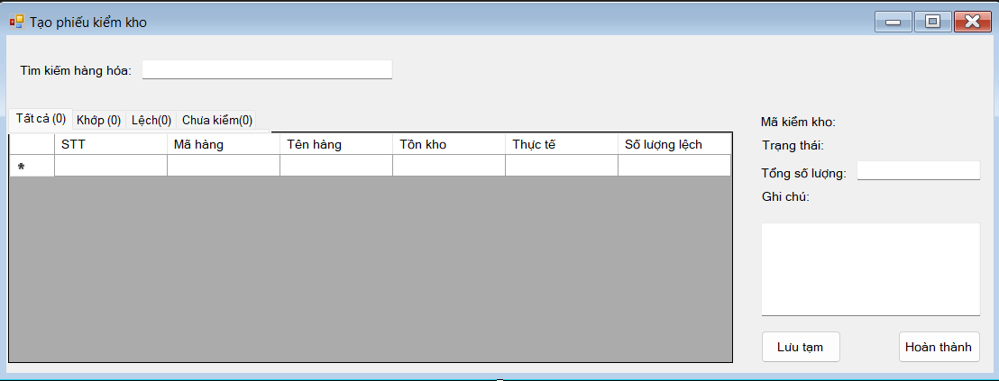 Tạo phiếu kiểm kho
Tìm kiếm hàng hóa:
Tất cả (0) Khớp (0) Lệch(0) Chưa kiểm(0)
STT Mã hàng Tên hàng Tồn kho Thực tế Số lượng lệch
*
Mã kiểm kho:
Trạng thái:
Tổng số lượng:
Ghi chú:
Lưu tạm Hoàn thành